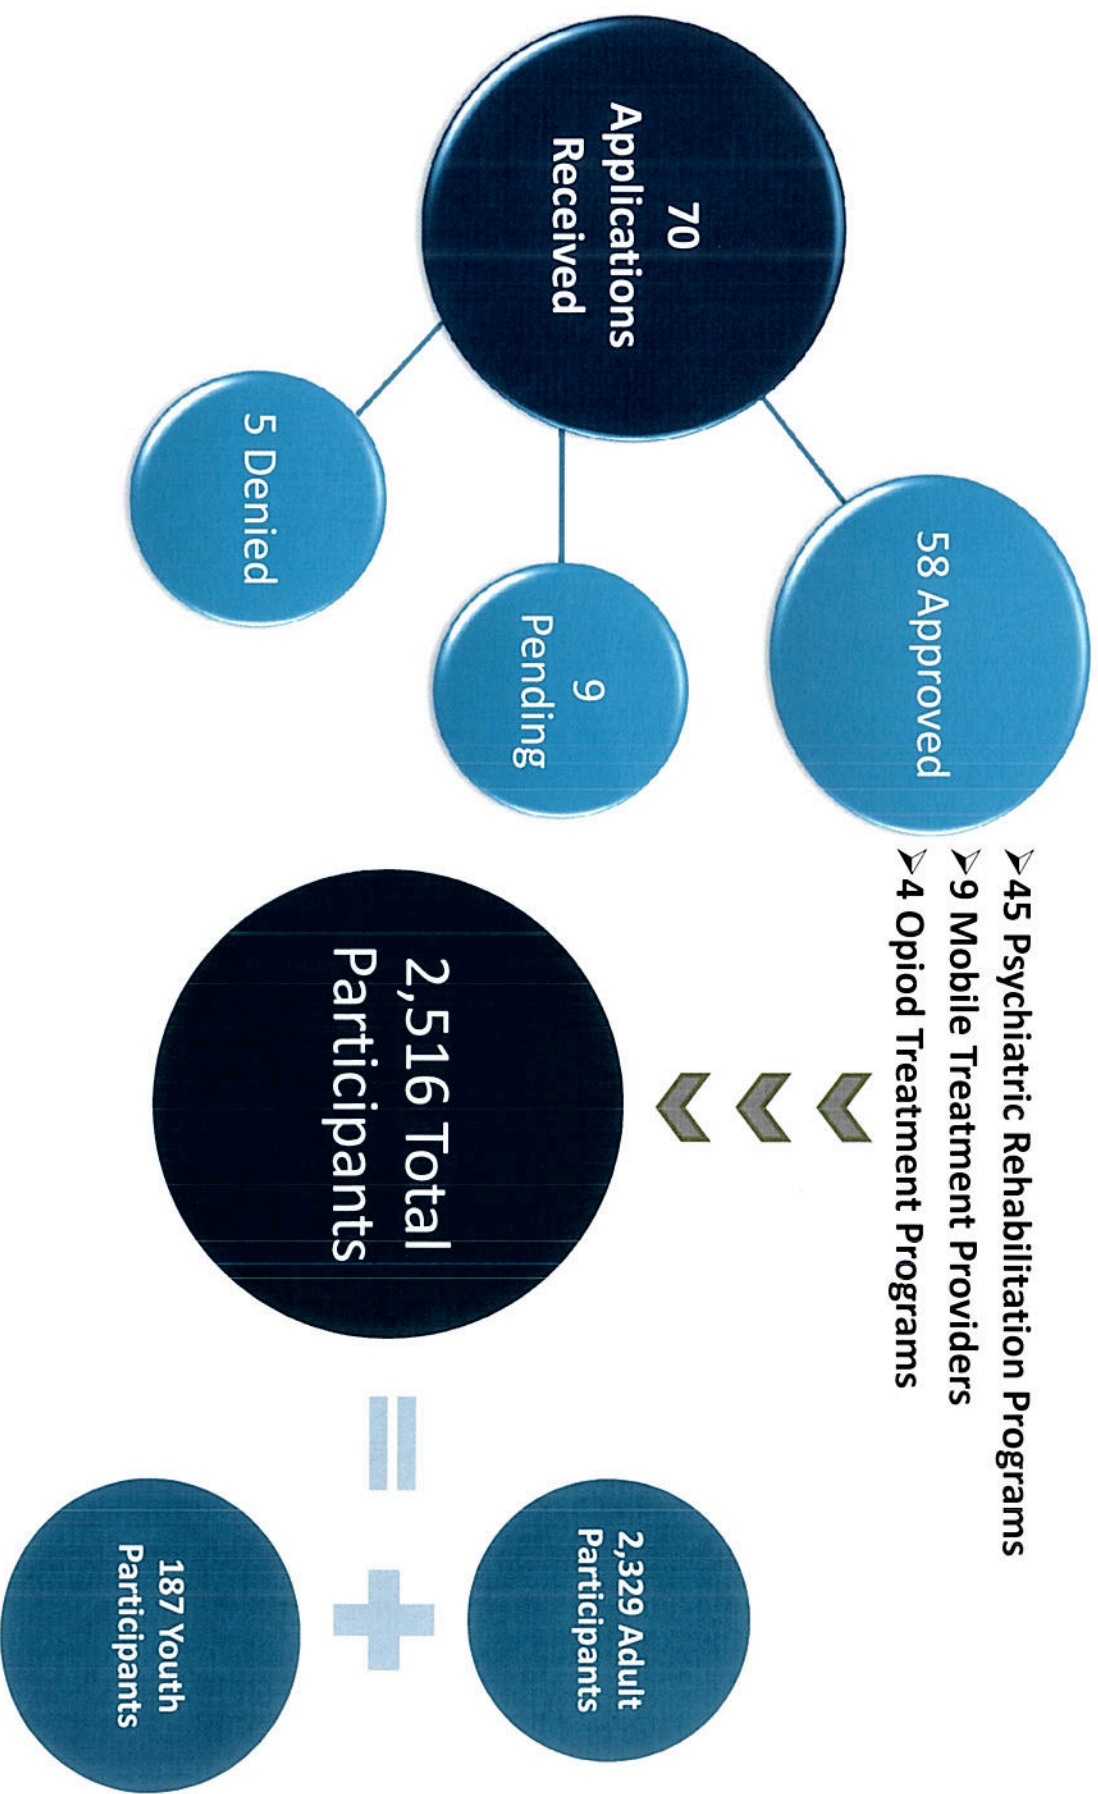 70
Applications
Received
58 Approved
9
Pending
5 Denied
➢45 Psychiatric Rehabilitation Programs
➢9 Mobile Treatment Providers
➢4 Opiod Treatment Programs
2,516 Total
Participants
=
2,329 Adult
Participants
+
187 Youth
Participants